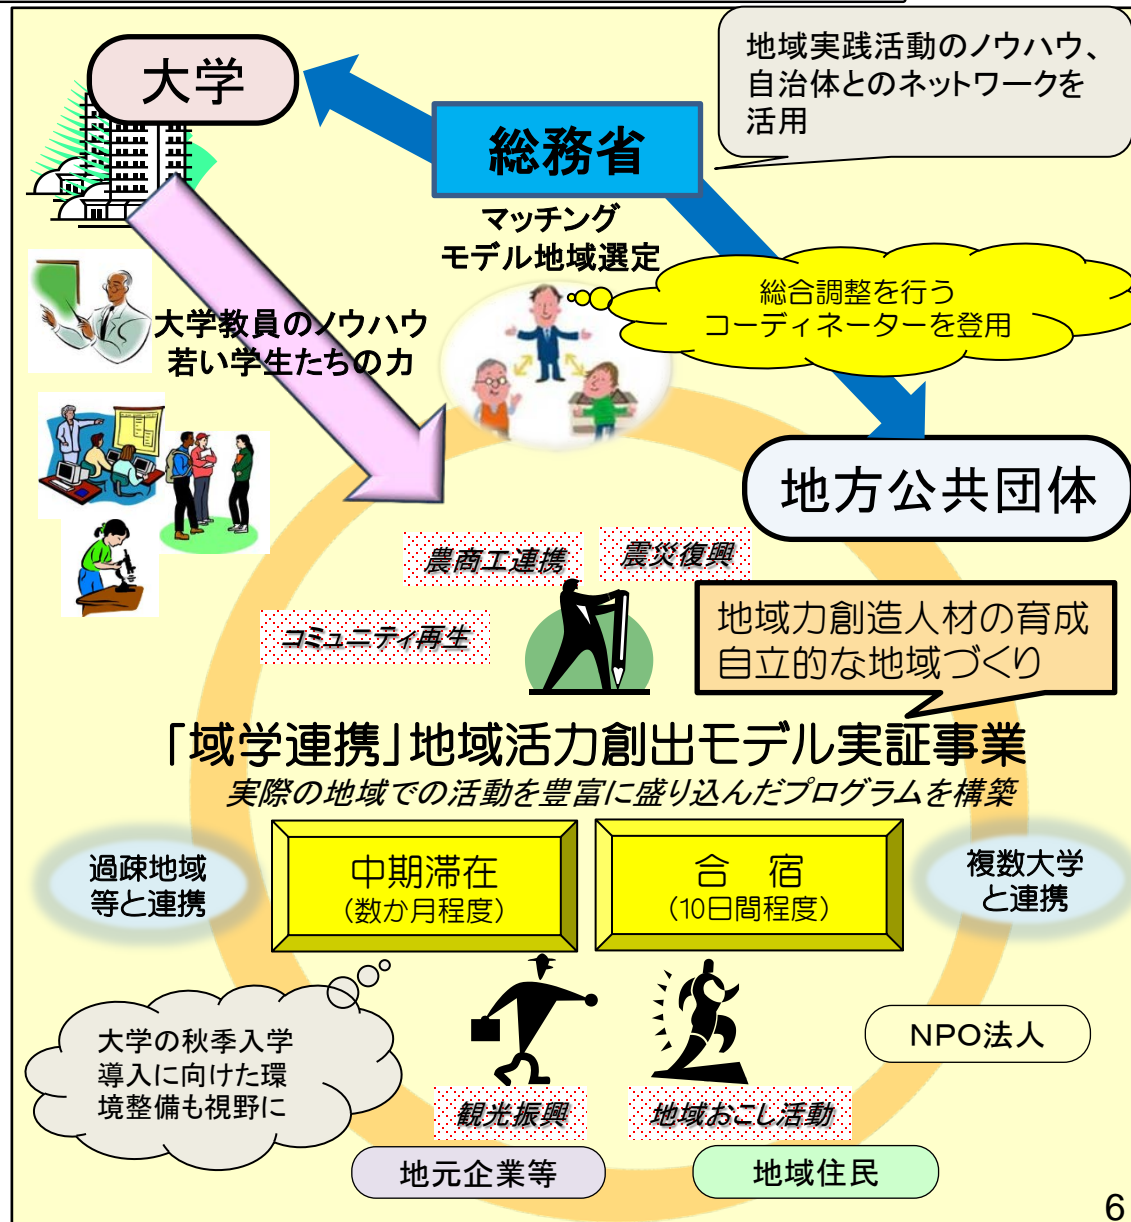 大学
地域実践活動のノウハウ、
自治体とのネットワークを
活用
総務省
マッチング
モデル地域選定
総合調整を行う
コーディネーターを登用
大学教員のノウハウ
若い学生たちの力
地方公共団体
農商工連携
震災復興
コミュニティ再生
地域力創造人材の育成
自立的な地域づくり
「域学連携」地域活力創出モデル実証事業
実際の地域での活動を豊富に盛り込んだプログラムを構築
過疎地域
等と連携
中期滞在
（数か月程度）
合　宿
（10日間程度）
複数大学
と連携
大学の秋季入学
導入に向けた環
境整備も視野に
NPO法人
観光振興
地域おこし活動
地元企業等
地域住民
6